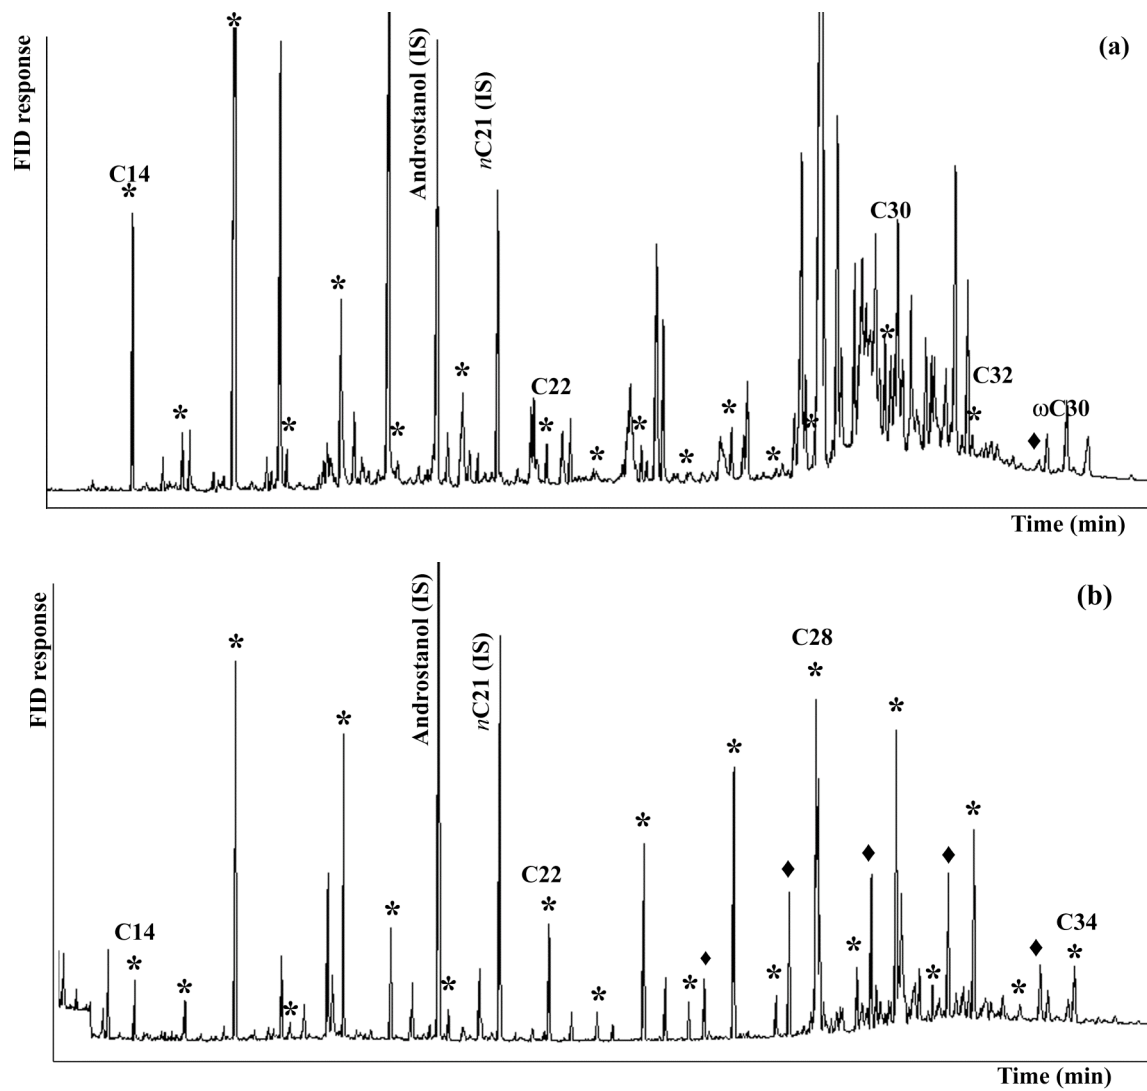 (a)
FID response
C14
Androstanol (IS)
nC21 (IS)
C22
C30
C32
ωC30
Time (min)
(b)
FID response
C14
Androstanol (IS)
nC21 (IS)
C22
C28
C34
Time (min)